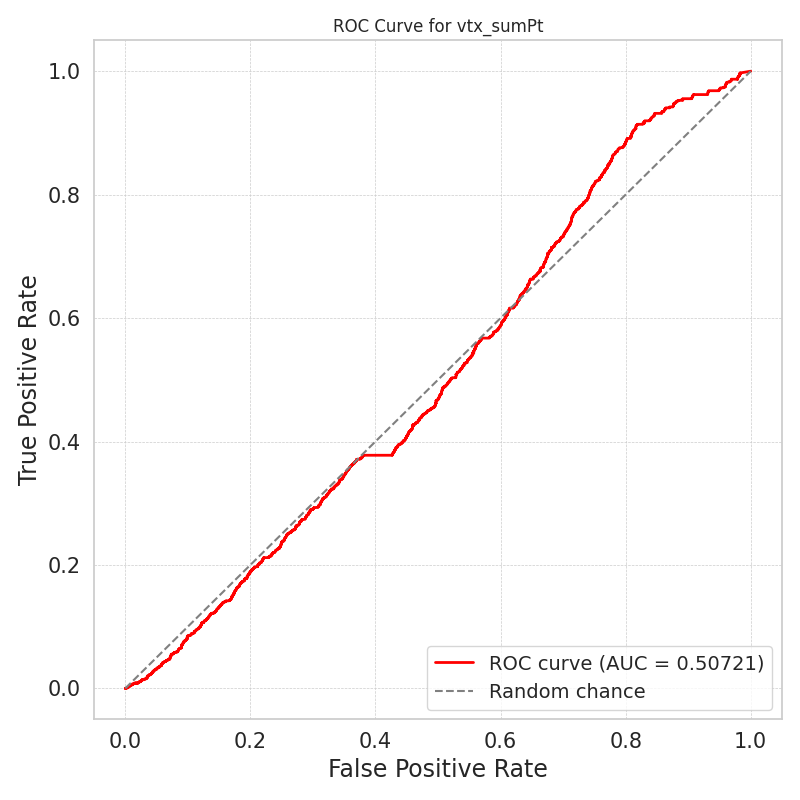 ROC Curve for vtx_sumPt
True Positive Rate
1.0
0.8
0.6
0.4
0.2
0.0
ROC curve (AUC = 0.50721)
Random chance
0.0 0.2 0.4 0.6 0.8 1.0
False Positive Rate